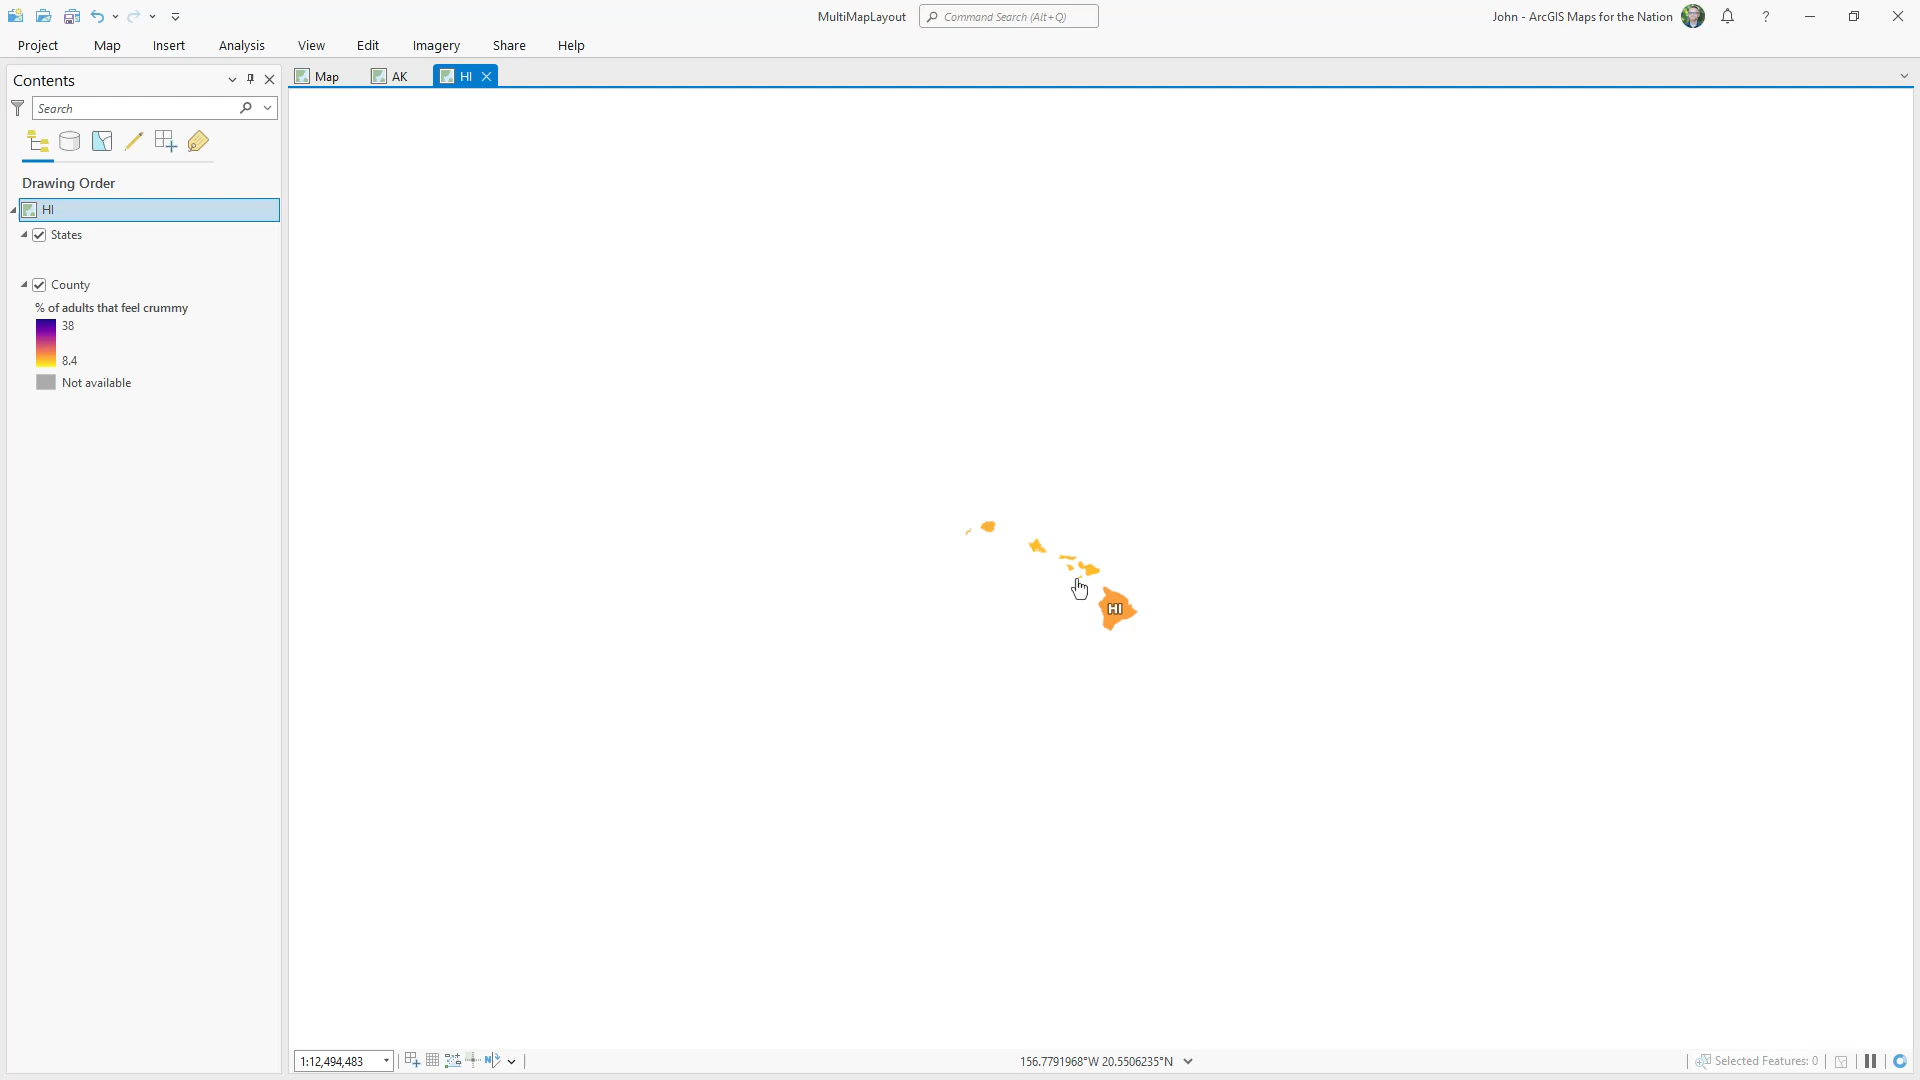 MultiMapLayout
Command Search (Alt+Q)
John - ArcGIS Maps for the Nation
?
Project
Map
Insert
Analysis
View
Edit
Imagery
Share
Help
Contents
Map
AK
HI
Search
Drawing Order
HI
States
County
% of adults that feel crummy
38
8.4
Not available
HI
1:12,494,483
156.7791968°W 20.5506235°N
Selected Features: 0